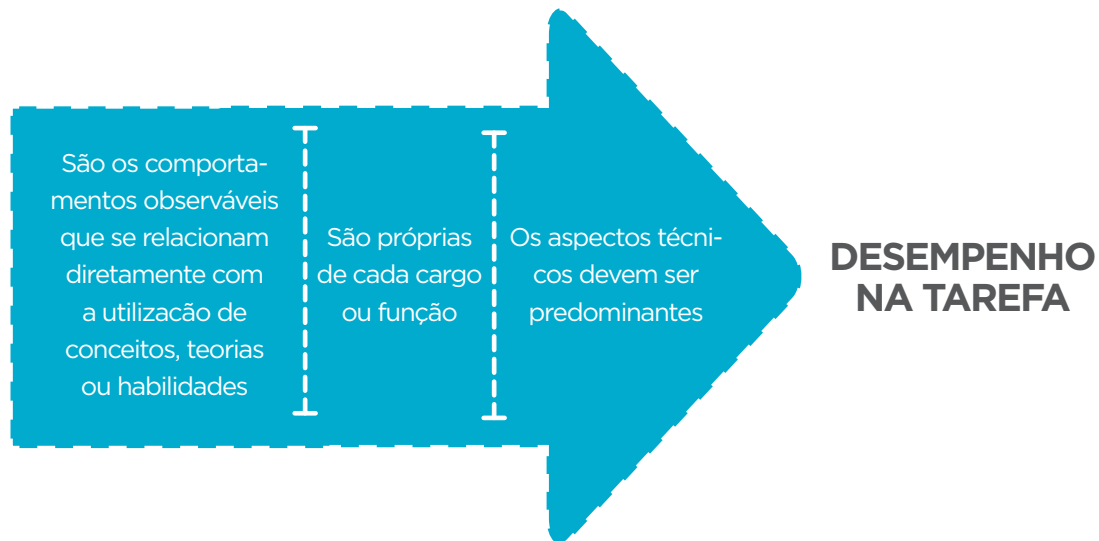 São os comporta-
mentos observáveis
que se relacionam
diretamente com
a utilizacão de
conceitos, teorias
ou habilidades
São próprias
de cada cargo
ou função
Os aspectos técni-
cos devem ser
predominantes
DESEMPENHO
NA TAREFA